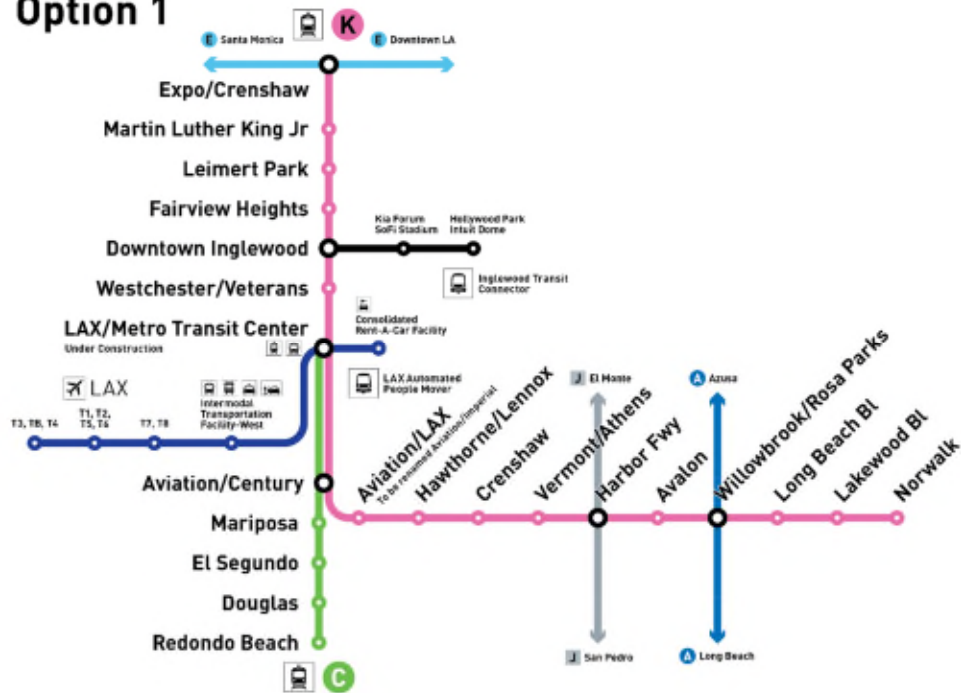 Option 1
K
E Santa Monica
E Downtown LA
Expo/Crenshaw
Martin Luther King Jr
Leimert Park
Fairview Heights
Kia Forum
SoFi Stadium
Hollywood Park
Intuit Dome
Downtown Inglewood
Inglewood Transit
Connector
Westchester/Veterans
LAX/Metro Transit Center
Under Construction
Consolidated
Rent-A-Car Facility
LAX Automated
People Mover
LAX
Intermodal
Transportation
Facility-West
T3, TB, T4
T1, T2,
T5, T6
T7, T8
J El Monte
A Azusa
Aviation/Century
Aviation/LAX
To be renamed Aviation/Imperial
Hawthorne/Lennox
Crenshaw
Vermont/Athens
Harbor Fwy
Avalon
Willowbrook/Rosa Parks
Long Beach Bl
Lakewood Bl
Norwalk
Mariposa
El Segundo
Douglas
Redondo Beach
J San Pedro
A Long Beach
C